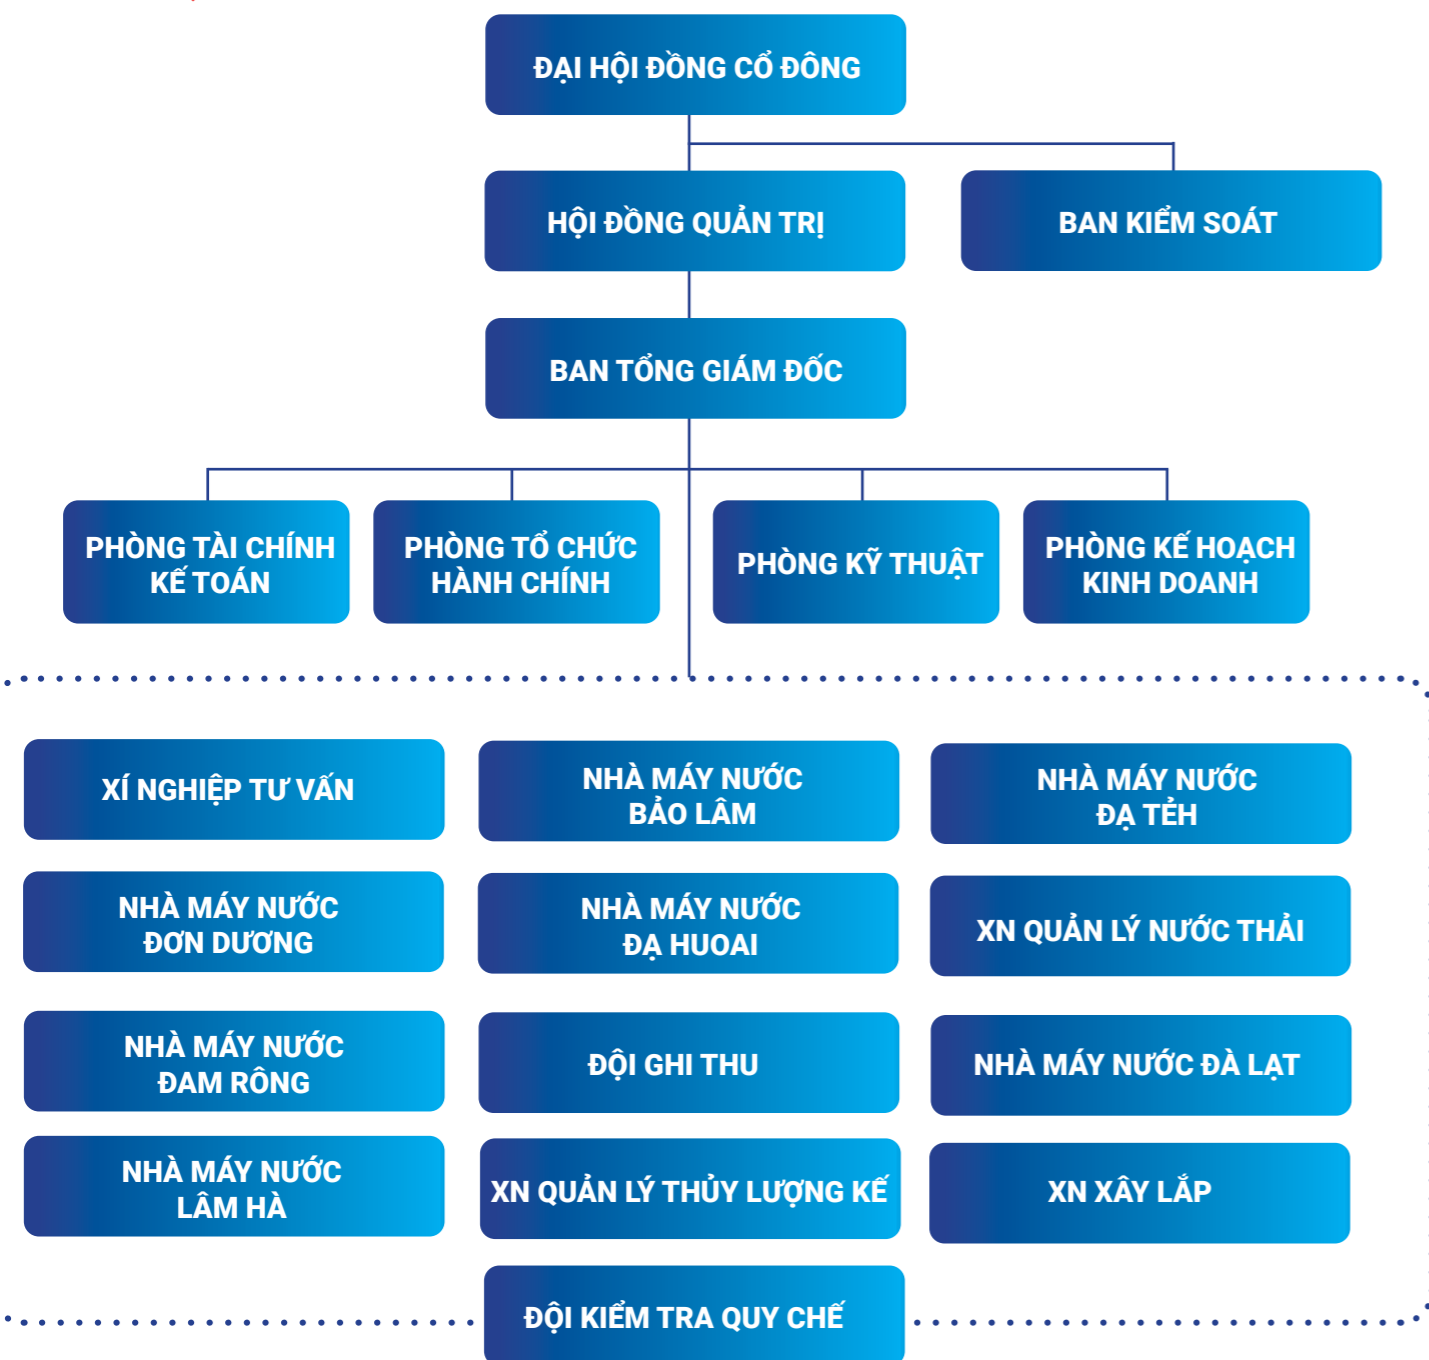 ĐẠI HỘI ĐỒNG CỔ ĐÔNG
HỘI ĐỒNG QUẢN TRỊ
BAN KIỂM SOÁT
BAN TỔNG GIÁM ĐỐC
PHÒNG TÀI CHÍNH
KẾ TOÁN
PHÒNG TỔ CHỨC
HÀNH CHÍNH
PHÒNG KỸ THUẬT
PHÒNG KẾ HOẠCH
KINH DOANH
XÍ NGHIỆP TƯ VẤN
NHÀ MÁY NƯỚC
BẢO LÂM
NHÀ MÁY NƯỚC
ĐẠ TẺH
NHÀ MÁY NƯỚC
ĐƠN DƯƠNG
NHÀ MÁY NƯỚC
ĐẠ HUOAI
XN QUẢN LÝ NƯỚC THẢI
NHÀ MÁY NƯỚC
ĐAM RÔNG
ĐỘI GHI THU
NHÀ MÁY NƯỚC ĐÀ LẠT
NHÀ MÁY NƯỚC
LÂM HÀ
XN QUẢN LÝ THỦY LƯỢNG KẾ
XN XÂY LẮP
ĐỘI KIỂM TRA QUY CHẾ